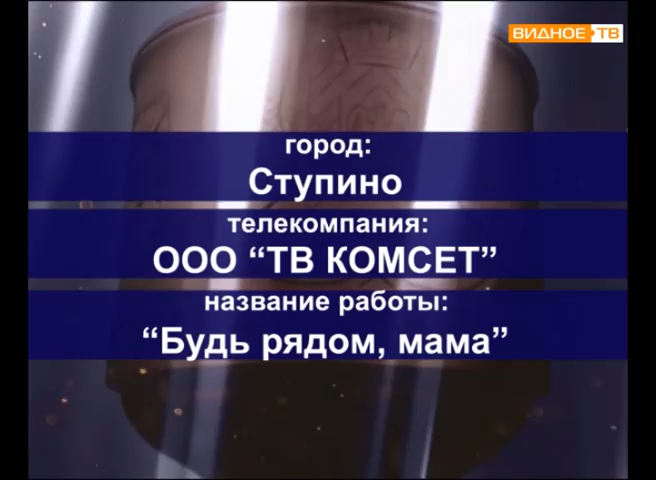 ВИДНОЕ ТВ
город:
Ступино
телекомпания:
ООО “ТВ КОМСЕТ”
название работы:
“Будь рядом, мама”